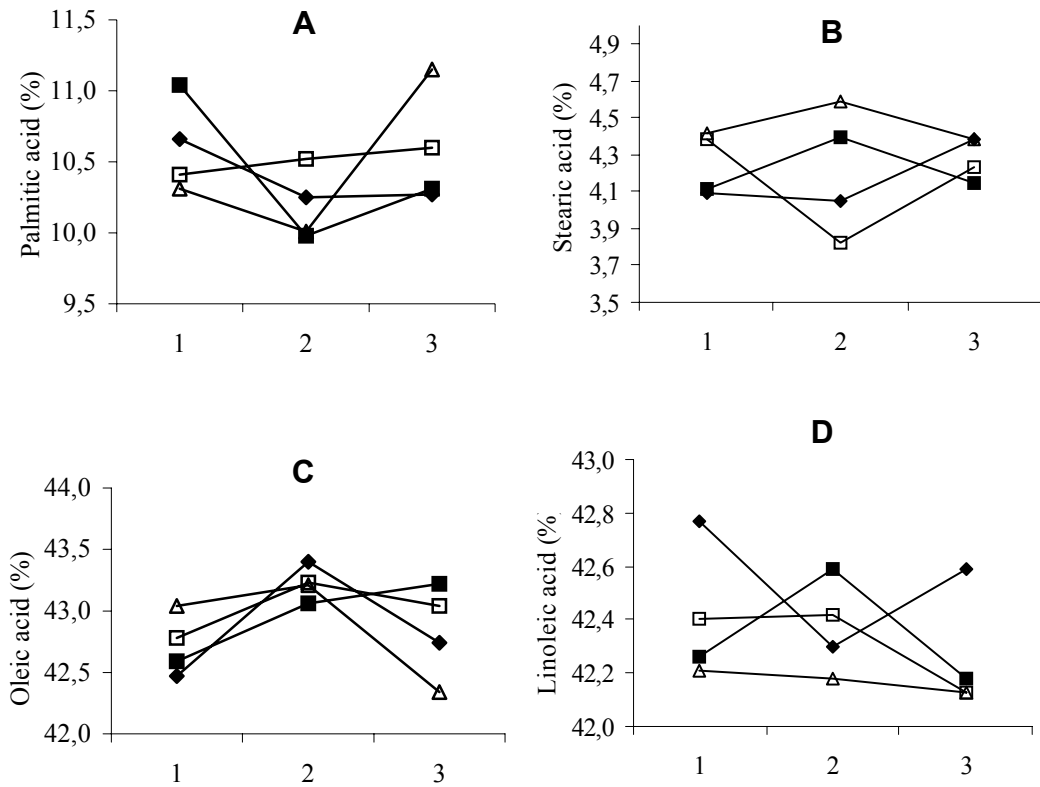 A
Palmitic acid (%)
11,5
11,0
10,5
10,0
9,5
1 2 3
B
Stearic acid (%)
4,9
4,7
4,5
4,3
4,1
3,9
3,7
3,5
1 2 3
C
Oleic acid (%)
44,0
43,5
43,0
42,5
42,0
1 2 3
D
Linoleic acid (%)
43,0
42,8
42,6
42,4
42,2
42,0
1 2 3